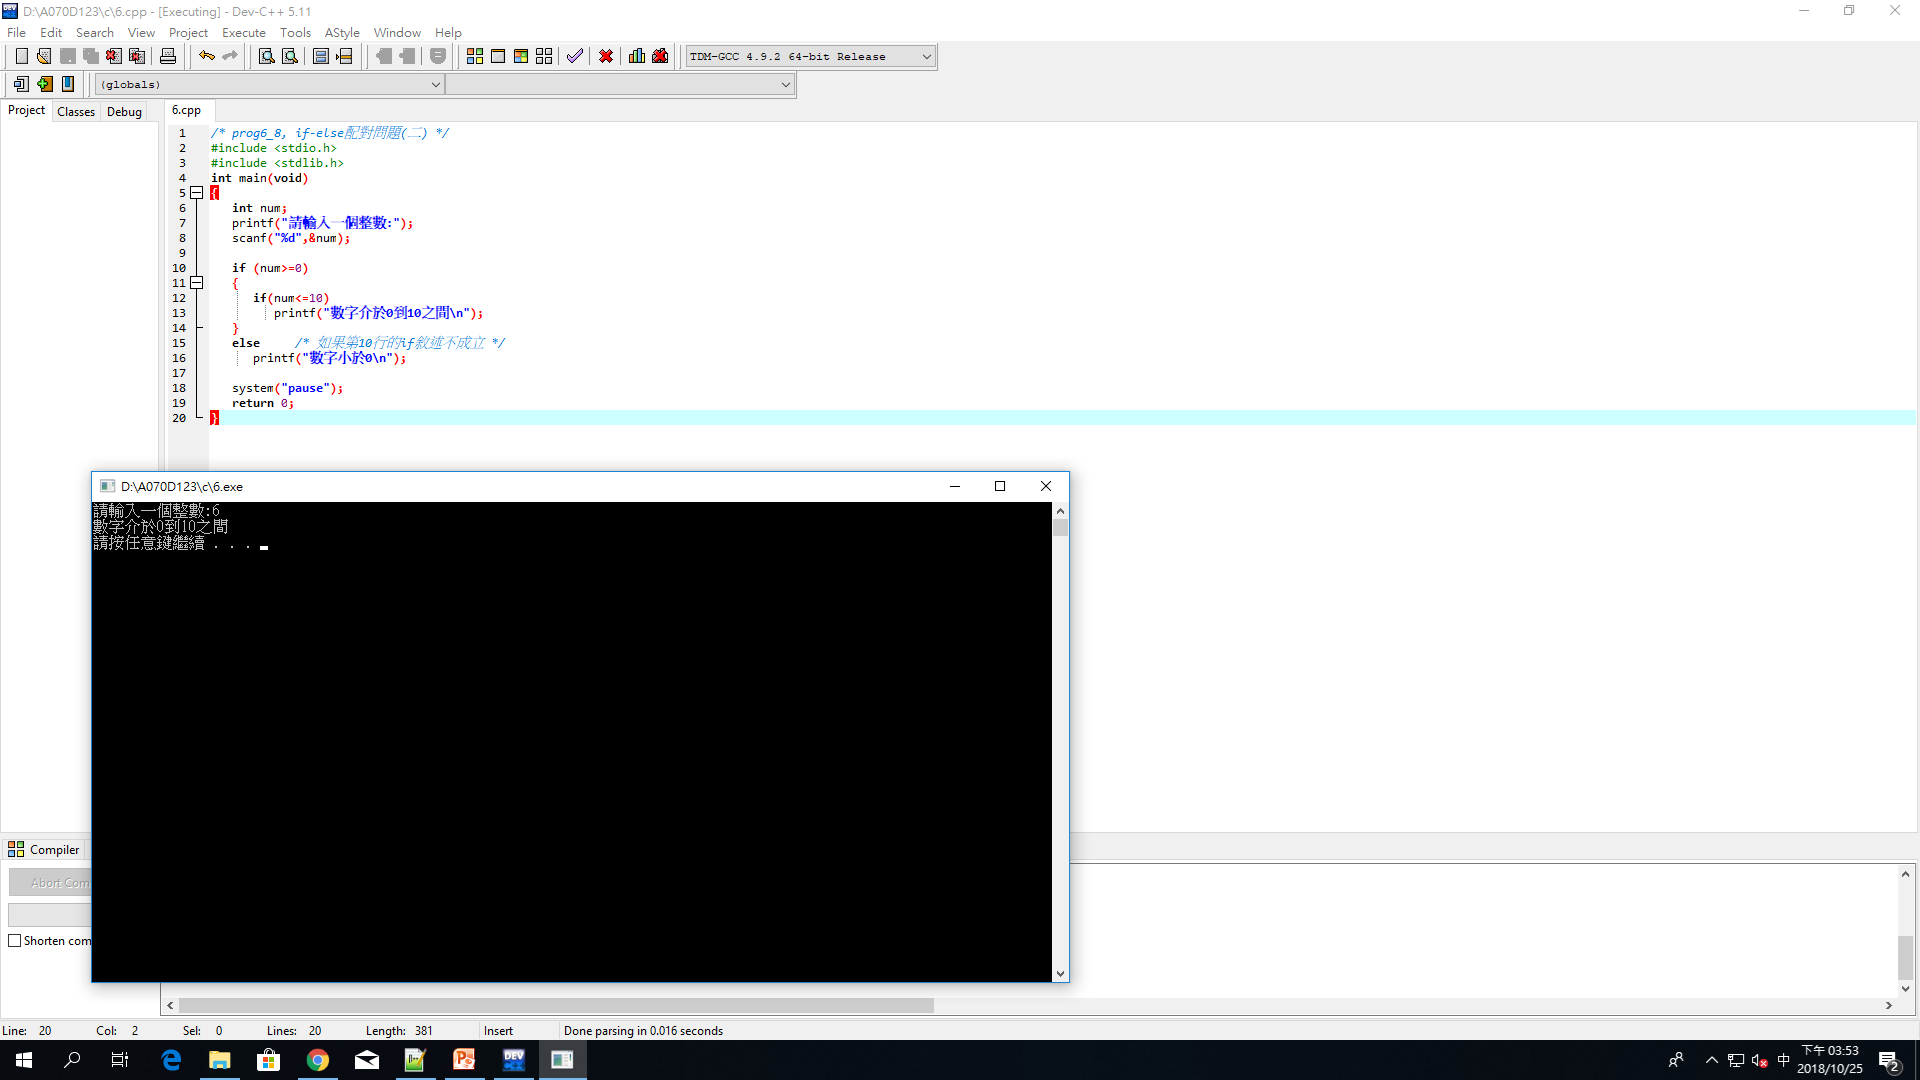 D:\A070D123\c\6.cpp - [Executing] - Dev-C++ 5.11
File Edit Search View Project Execute Tools AStyle Window Help
TDM-GCC 4.9.2 64-bit Release
(globals)
Project Classes Debug 6.cpp
1 /* prog6_8, if-else配對問題(二) */
2 #include <stdio.h>
3 #include <stdlib.h>
4 int main(void)
5 {
6 int num;
7 printf("請輸入一個整數:");
8 scanf("%d",&num);
9
10 if (num>=0)
11 {
12 if(num<=10)
13 printf("數字介於0到10之間\n");
14 }
15 else /* 如果第10行的if敘述不成立 */
16 printf("數字小於0\n");
17
18 system("pause");
19 return 0;
20 }
D:\A070D123\c\6.exe
請輸入一個整數:6
數字介於0到10之間
請按任意鍵繼續 . . .
Compiler
Abort Com
Shorten com
Line: 20 Col: 2 Sel: 0 Lines: 20 Length: 381 Insert Done parsing in 0.016 seconds
中
下午 03:53
2018/10/25
2